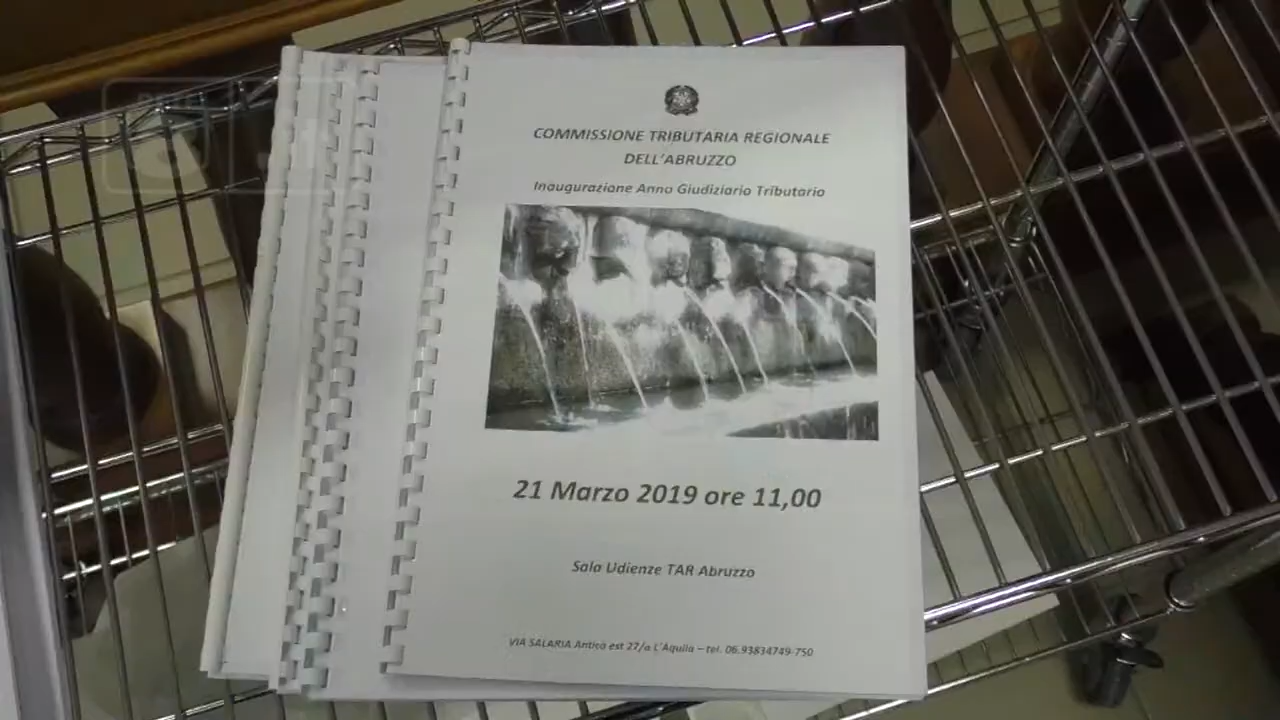 COMMISSIONE TRIBUTARIA REGIONALE
DELL'ABRUZZO
Inaugurazione Anno Giudiziario Tributario
21 Marzo 2019 ore 11,00
Sala Udienze TAR Abruzzo
VIA SALARIA Antica est 27/a L'Aquila – tel. 06.93834749-750